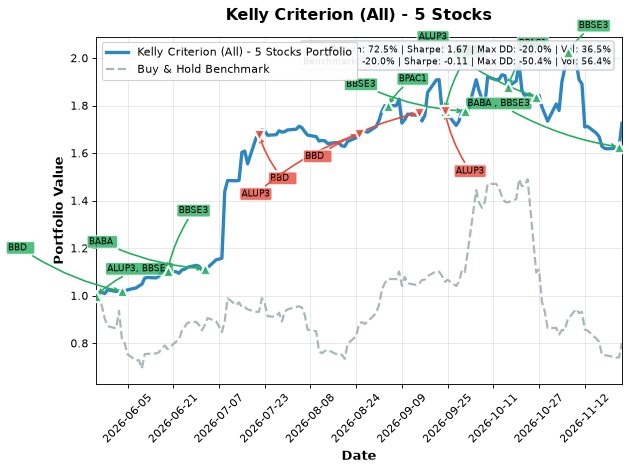 Kelly Criterion (All) - 5 Stocks
BBSE3
ALUP3
Kelly Criterion (All) - 5 Stocks Portfolio
Buy & Hold Benchmark
72.5% | Sharpe: 1.67 | Max DD: -20.0% | Vol: 36.5%
-20.0% | Sharpe: -0.11 | Max DD: -50.4% | Vol: 56.4%
BBSE3
BPAC1
BABA , BBSE3
BBD
BBD
ALUP3
ALUP3
BBSE3
BABA
BBD
ALUP3, BBSE
Portfolio Value
2.0
1.8
1.6
1.4
1.2
1.0
0.8
2026-06-05
2026-06-21
2026-07-07
2026-07-23
2026-08-08
2026-08-24
2026-09-09
2026-09-25
2026-10-11
2026-10-27
2026-11-12
Date